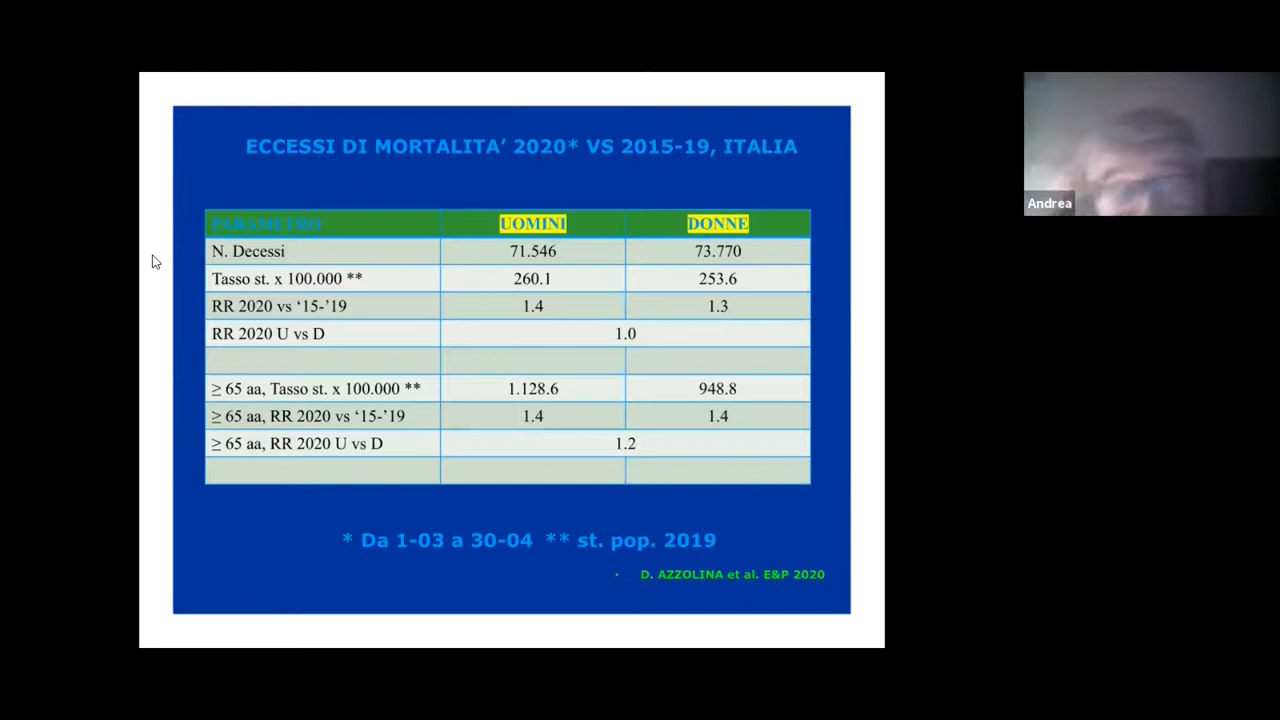 ECCESSI DI MORTALITA’ 2020* VS 2015-19, ITALIA
PARAMETRO UOMINI DONNE
N. Decessi 71.546 73.770
Tasso st. x 100.000 ** 260.1 253.6
RR 2020 vs ‘15-’19 1.4 1.3
RR 2020 U vs D 1.0
≥ 65 aa, Tasso st. x 100.000 ** 1.128.6 948.8
≥ 65 aa, RR 2020 vs ‘15-’19 1.4 1.4
≥ 65 aa, RR 2020 U vs D 1.2
* Da 1-03 a 30-04 ** st. pop. 2019
• D. AZZOLINA et al. E&P 2020
Andrea